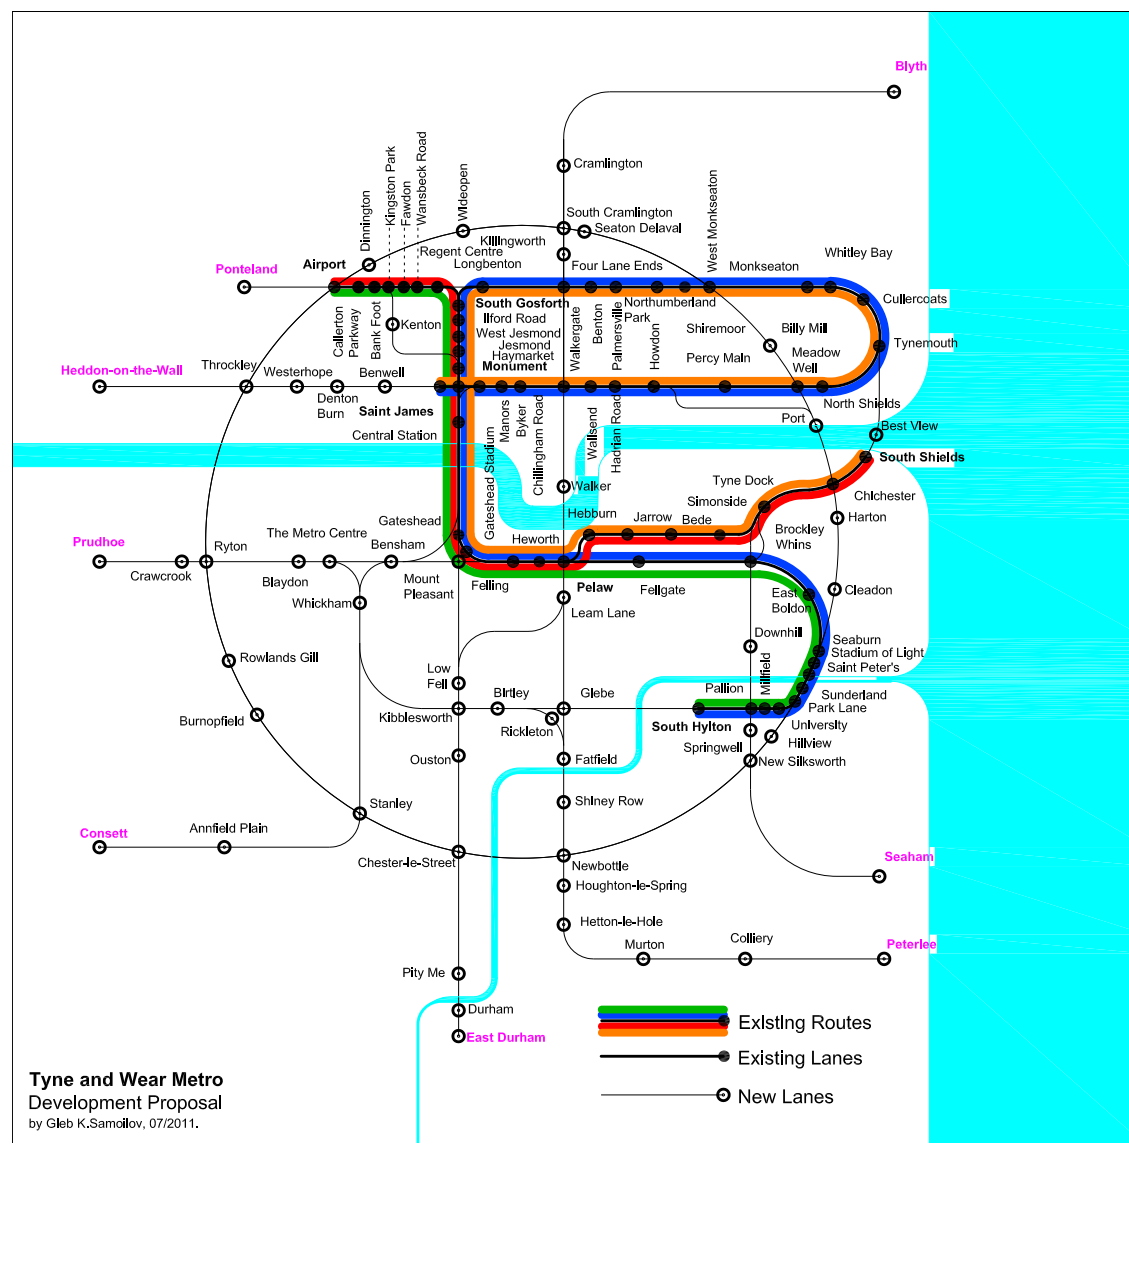 Blyth
Cramlington
South Cramlington
Seaton Delaval
Wideopen
Killingworth
Dinnington
Kingston Park
Fawdon
Wansbeck Road
Regent Centre
Longbenton
Four Lane Ends
West Monkseaton
Monkseaton
Whitley Bay
Ponteland
Airport
Cullercoats
South Gosforth
Ilford Road
West Jesmond
Jesmond
Haymarket
Monument
Northumberland
Park
Callerton
Parkway
Bank Foot
Kenton
Walkergate
Benton
Palmersville
Howdon
Shiremoor
Billy Mill
Tynemouth
Percy Main
Meadow
Well
Throckley
Westerhope
Benwell
Heddon-on-the-Wall
Denton
Burn
Saint James
Central Station
Gateshead Stadium
Manors
Byker
Chillingham Road
Wallsend
Hadrian Road
North Shields
Port
Best View
South Shields
Walker
Tyne Dock
Chichester
Simonside
Hebburn
Jarrow
Bede
Harton
Gateshead
The Metro Centre
Bensham
Heworth
Brockley
Whins
Prudhoe
Ryton
Crawcrook
Blaydon
Whickham
Mount
Pleasant
Felling
Pelaw
Fellgate
East
Boldon
Cleadon
Leam Lane
Downhill
Seaburn
Stadium of Light
Saint Peter's
Rowlands Gill
Low
Fell
Millfield
Pallion
Sunderland
Park Lane
Birtley
Glebe
Burnopfield
Kibblesworth
Rickleton
South Hylton
University
Hillview
Springwell
Ouston
Fatfield
New Silksworth
Stanley
Shiney Row
Consett
Annfield Plain
Chester-le-Street
Newbottle
Seaham
Houghton-le-Spring
Hetton-le-Hole
Murton
Colliery
Peterlee
Pity Me
Durham
East Durham
Existing Routes
Existing Lanes
New Lanes
Tyne and Wear Metro
Development Proposal
by Gleb K.Samoilov, 07/2011.